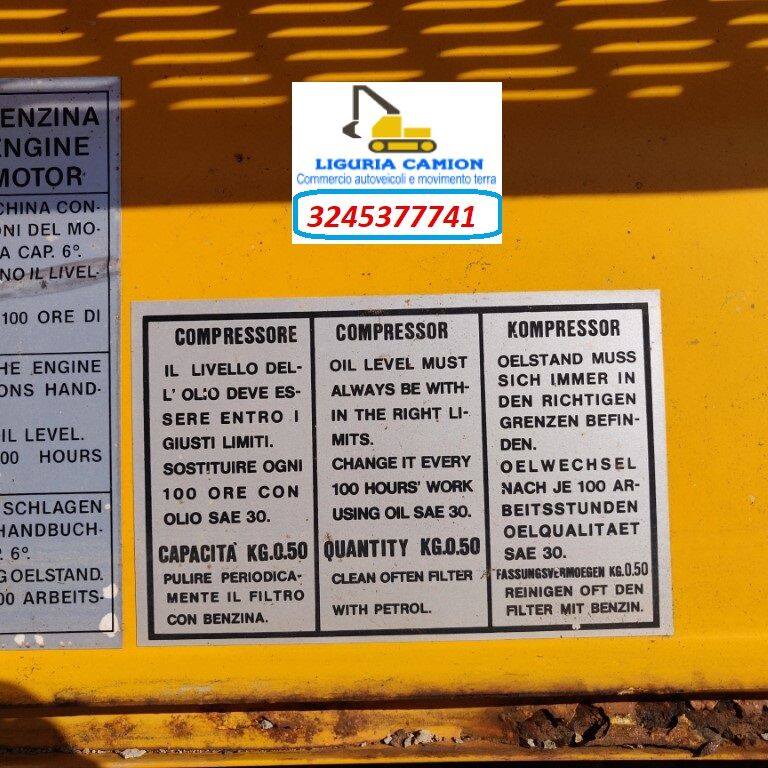 LIGURIA CAMION
Commercio autoveicoli e movimento terra
3245377741
ENZINA
ENGINE
MOTOR
CHINA CON-
ONI DEL MO-
A CAP. 6º.
NO IL LIVEL-
100 ORE DI
HE ENGINE
ONS HAND-
IL LEVEL.
00 HOURS
SCHLAGEN
HANDBUCH-
P. 6º.
G OELSTAND.
00 ARBEITS-
COMPRESSORE
IL LIVELLO DEL-
L' OLIO DEVE ES-
SERE ENTRO I
GIUSTI LIMITI.
SOSTITUIRE OGNI
100 ORE CON
OLIO SAE 30.
CAPACITÀ KG.0.50
PULIRE PERIODICA-
MENTE IL FILTRO
CON BENZINA.
COMPRESSOR
OIL LEVEL MUST
ALWAYS BE WITH-
IN THE RIGHT LI-
MITS.
CHANGE IT EVERY
100 HOURS' WORK
USING OIL SAE 30.
QUANTITY KG.0.50
CLEAN OFTEN FILTER
WITH PETROL.
KOMPRESSOR
OELSTAND MUSS
SICH IMMER IN
DEN RICHTIGEN
GRENZEN BEFIN-
DEN.
OELWECHSEL
NACH JE 100 AR-
BEITSSTUNDEN
OELQUALITAET
SAE 30.
FASSUNGSVERMOEGEN KG.0.50
REINIGEN OFT DEN
FILTER MIT BENZIN.